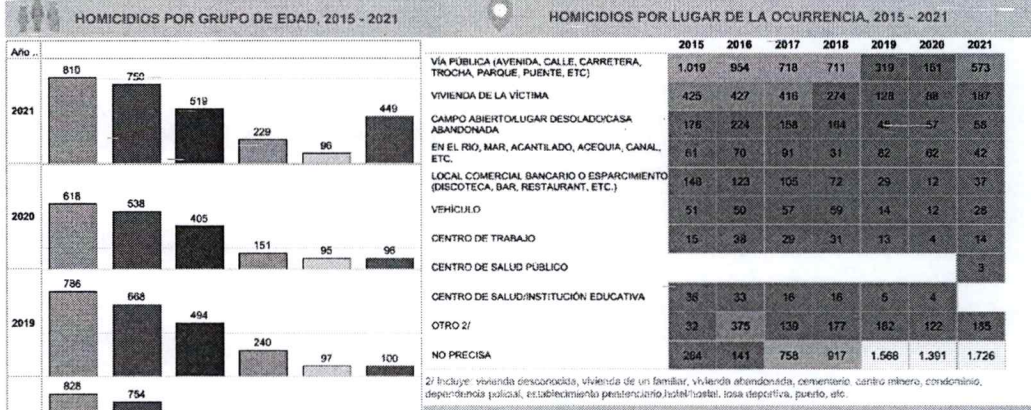 HOMICIDIOS POR GRUPO DE EDAD, 2015 - 2021
Año ..
2021
810
750
519
229
96
449
2020
618
538
405
151
95
96
2019
786
668
494
240
97
100
828
754
HOMICIDIOS POR LUGAR DE LA OCURRENCIA, 2015 - 2021
2015 2016 2017 2018 2019 2020 2021
VÍA PÚBLICA (AVENIDA, CALLE, CARRETERA,
TROCHA, PARQUE, PUENTE, ETC) 1.019 954 718 711 319 151 573
VIVIENDA DE LA VÍCTIMA 425 427 416 274 128 88 187
CAMPO ABIERTO/LUGAR DESOLADO/CASA
ABANDONADA 176 224 158 164 57
EN EL RIO, MAR, ACANTILADO, ACEQUIA, CANAL,
ETC. 61 70 91 31 82 62 42
LOCAL COMERCIAL BANCARIO O ESPARCIMIENTO
(DISCOTECA, BAR, RESTAURANT, ETC.) 148 123 105 72 29 12 37
VEHÍCULO 51 50 57 59 14 12
CENTRO DE TRABAJO 15 38 29 31 13 4 14
CENTRO DE SALUD PÚBLICO 3
CENTRO DE SALUD/INSTITUCIÓN EDUCATIVA 33 16 16 5 4
OTRO 2/ 32 375 139 177 182 122 155
NO PRECISA 264 141 758 917 1.568 1.391 1.726
2/ Incluye: vivienda desconocida, vivienda de un familiar, vivienda abandonada, cementerio, centro minero, condominio,
dependencia policial, establecimiento penitenciario, hotel/hostal, losa deportiva, puerto, etc.